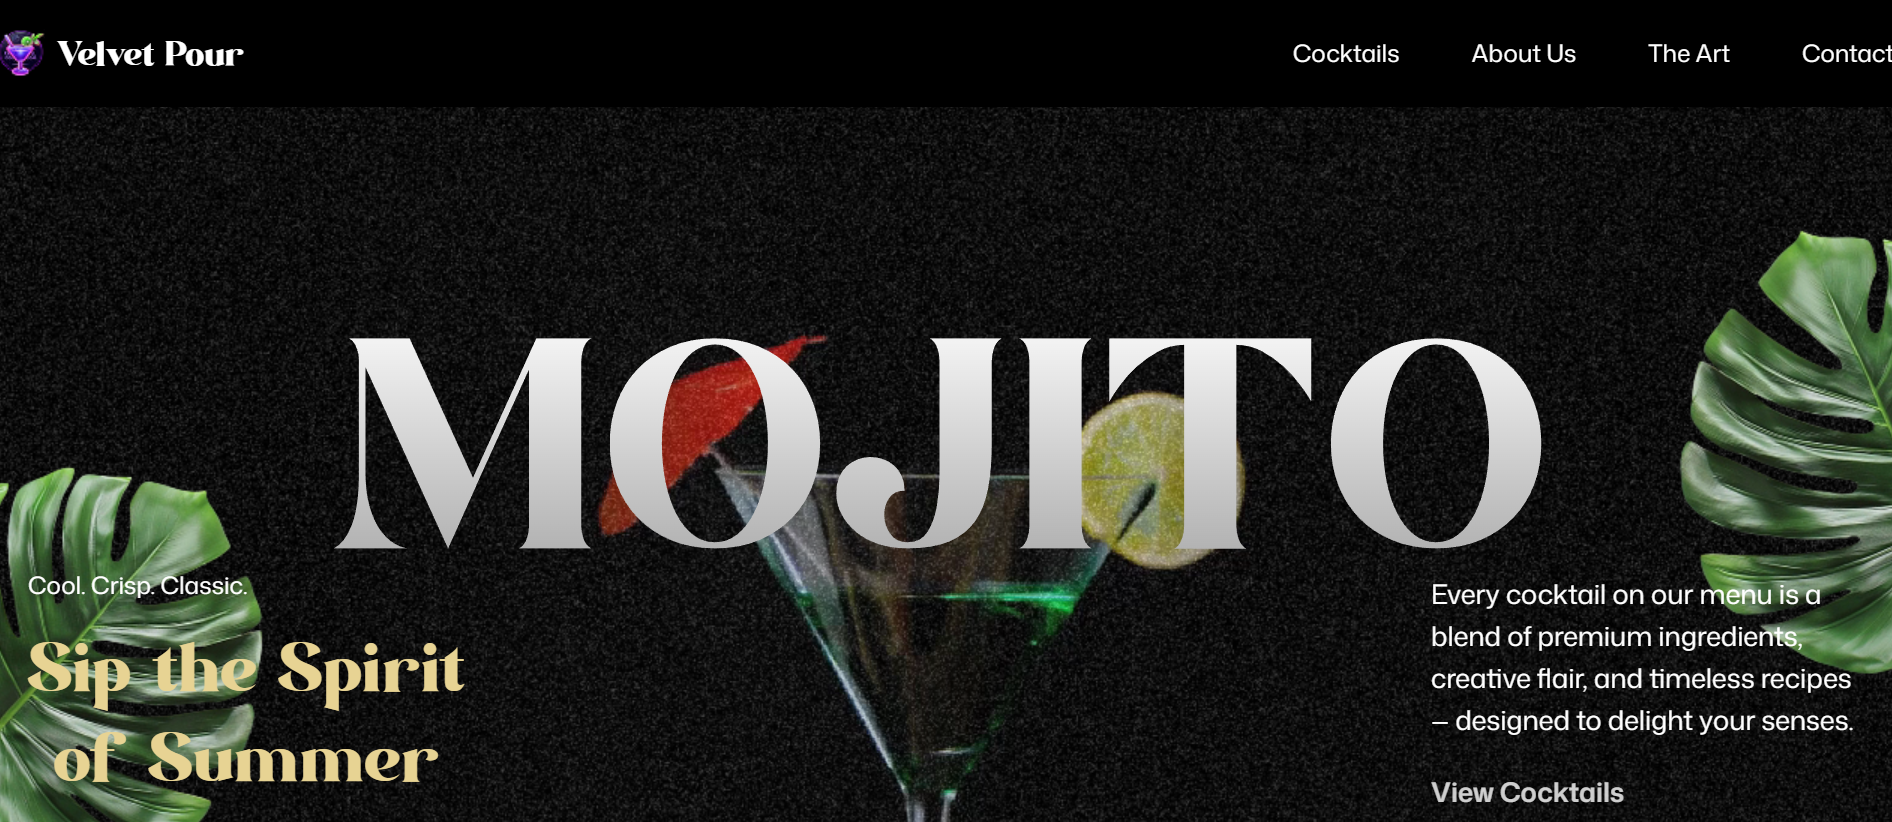 Velvet Pour
Cocktails
About Us
The Art
Contact
MOJITO
Cool. Crisp. Classic.
Sip the Spirit
of Summer
Every cocktail on our menu is a
blend of premium ingredients,
creative flair, and timeless recipes
– designed to delight your senses.
View Cocktails